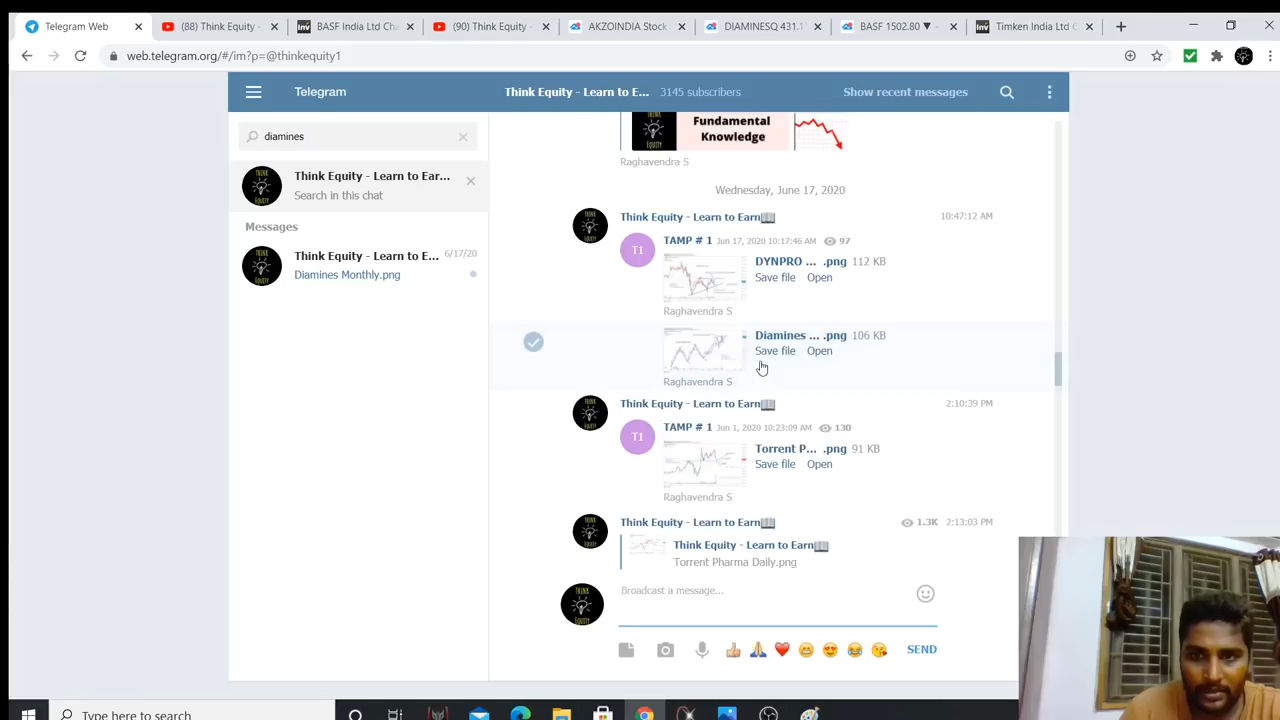 Telegram Web
(88) Think Equity -
BASF India Ltd Cha
(90) Think Equity -
AKZOINDIA Stock
DIAMINESQ 431.1
BASF 1502.80 ▼ –
Timken India Ltd C
web.telegram.org/#/im?p=@thinkequity1
Telegram
Think Equity - Learn to E...
3145 subscribers
Show recent messages
diamines
Think Equity - Learn to Ear...
Search in this chat
Messages
Think Equity - Learn to E...
6/17/20
Diamines Monthly.png
THINK
EQUITY
Fundamental
Knowledge
Raghavendra S
Wednesday, June 17, 2020
Think Equity - Learn to Earn📖
10:47:12 AM
T1
TAMP # 1 Jun 17, 2020 10:17:46 AM 97
DYNPRO ... .png 112 KB
Save file Open
Raghavendra S
Diamines ... .png 106 KB
Save file Open
Raghavendra S
Think Equity - Learn to Earn📖
2:10:39 PM
T1
TAMP # 1 Jun 1, 2020 10:23:09 AM 130
Torrent P... .png 91 KB
Save file Open
Raghavendra S
Think Equity - Learn to Earn📖
1.3K 2:13:03 PM
Think Equity - Learn to Earn📖
Torrent Pharma Daily.png
Broadcast a message...
SEND
Type here to search